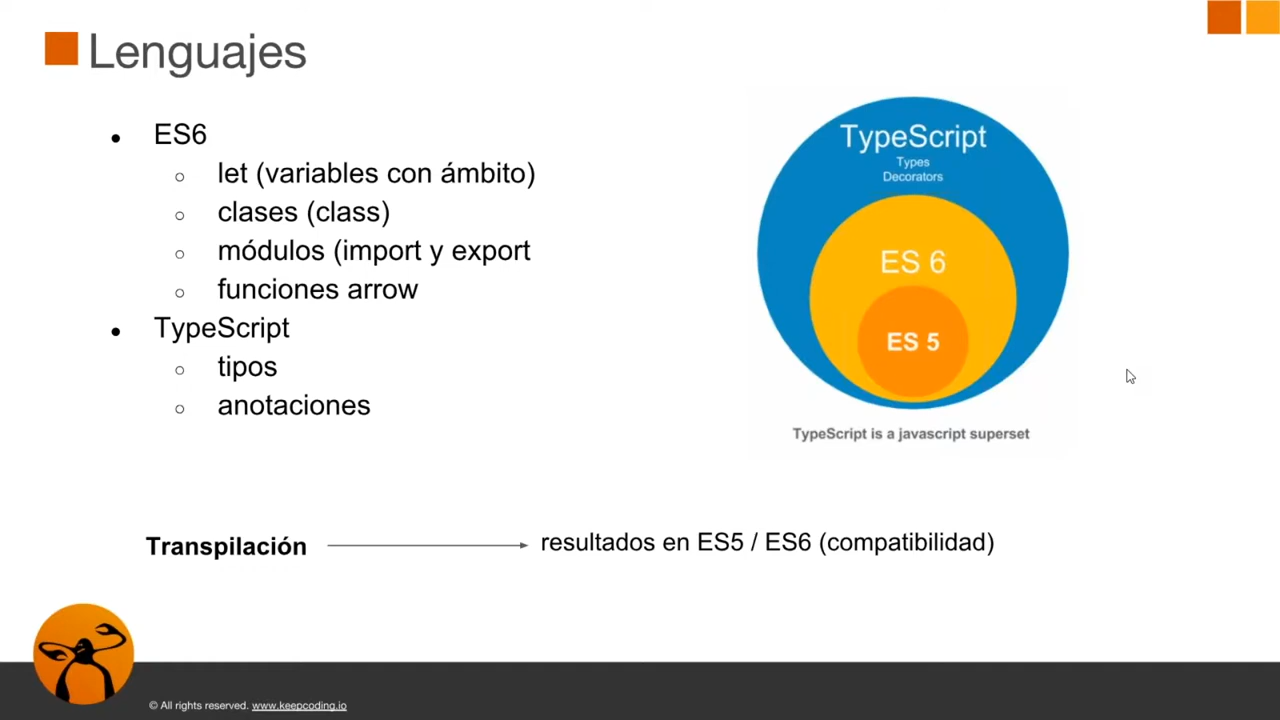 Lenguajes
ES6
let (variables con ámbito)
clases (class)
módulos (import y export
funciones arrow
TypeScript
tipos
anotaciones
TypeScript
Types
Decorators
ES 6
ES 5
TypeScript is a javascript superset
Transpilación
resultados en ES5 / ES6 (compatibilidad)
© All rights reserved. www.keepcoding.io